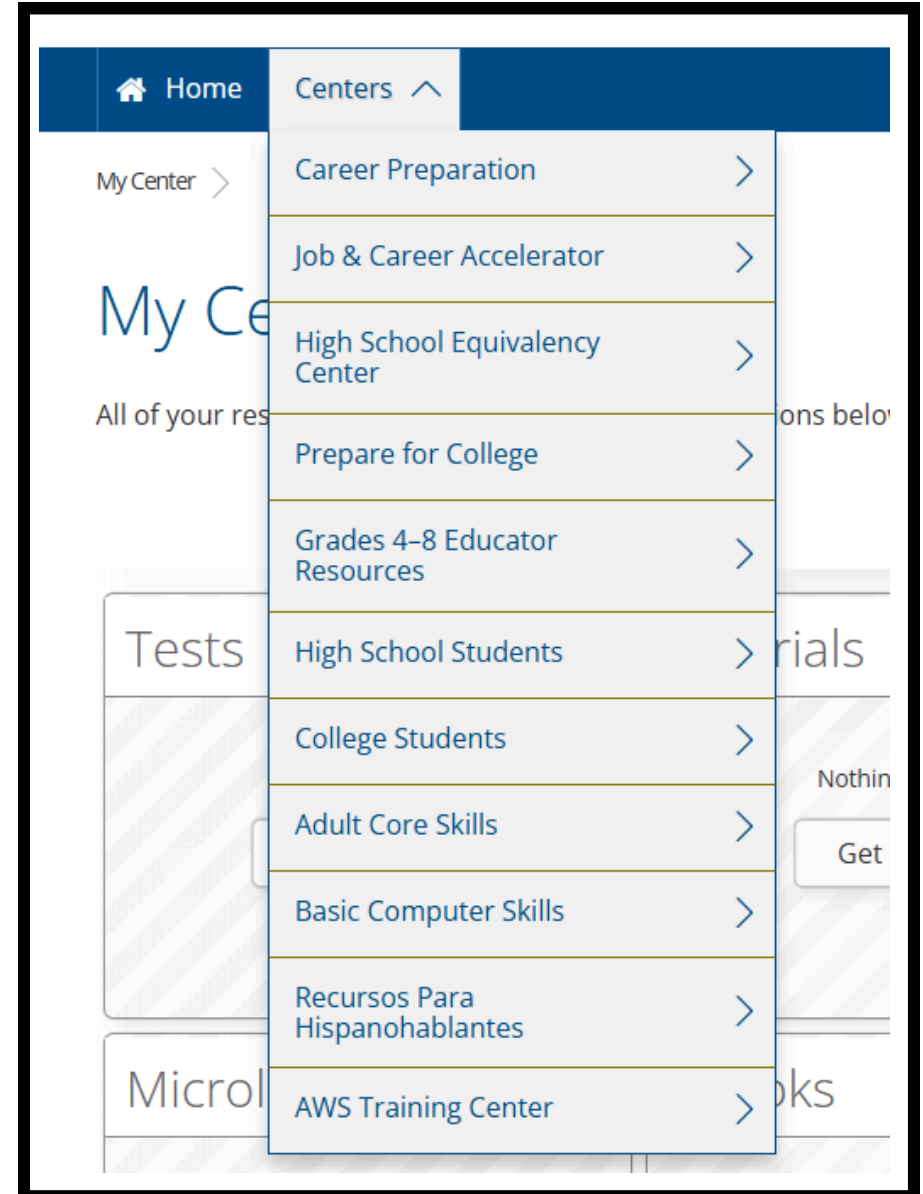 Home Centers
My Center
Career Preparation
Job & Career Accelerator
My Ce
High School Equivalency
Center
All of your res
ons belo
Prepare for College
Grades 4–8 Educator
Resources
Tests
High School Students
rials
College Students
Nothin
Adult Core Skills
Get
Basic Computer Skills
Recursos Para
Hispanohablantes
Microl
oks
AWS Training Center